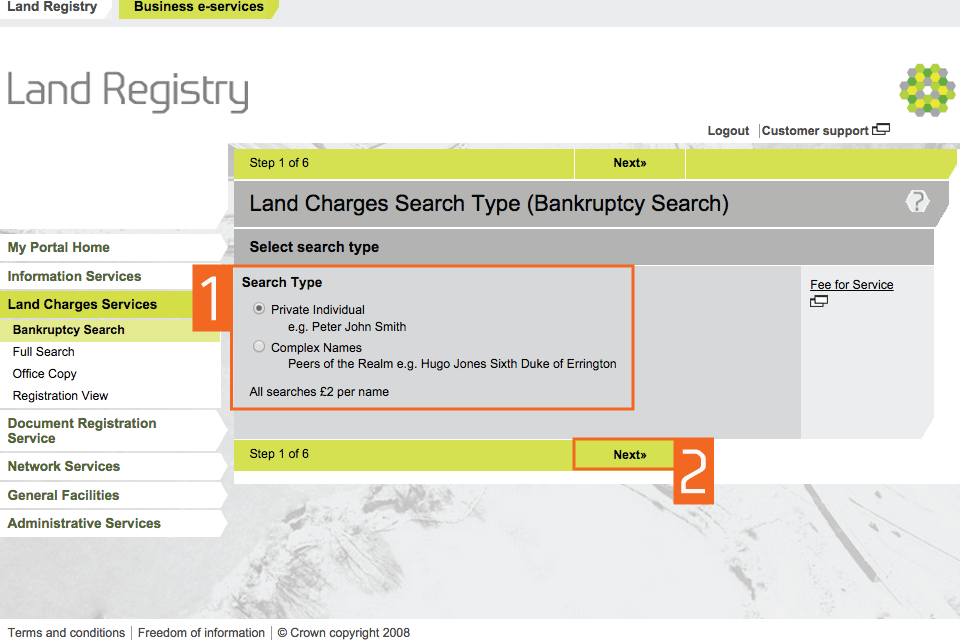 Land Registry
Business e-services
Land Registry
Logout
Customer support
Step 1 of 6
Next»
Land Charges Search Type (Bankruptcy Search)
?
Select search type
My Portal Home
Information Services
Land Charges Services
Bankruptcy Search
Full Search
Office Copy
Registration View
Document Registration
Service
Network Services
General Facilities
Administrative Services
1
Search Type
Private Individual
e.g. Peter John Smith
Complex Names
Peers of the Realm e.g. Hugo Jones Sixth Duke of Errington
All searches £2 per name
Fee for Service
Step 1 of 6
Next»
2
Terms and conditions
Freedom of information
© Crown copyright 2008